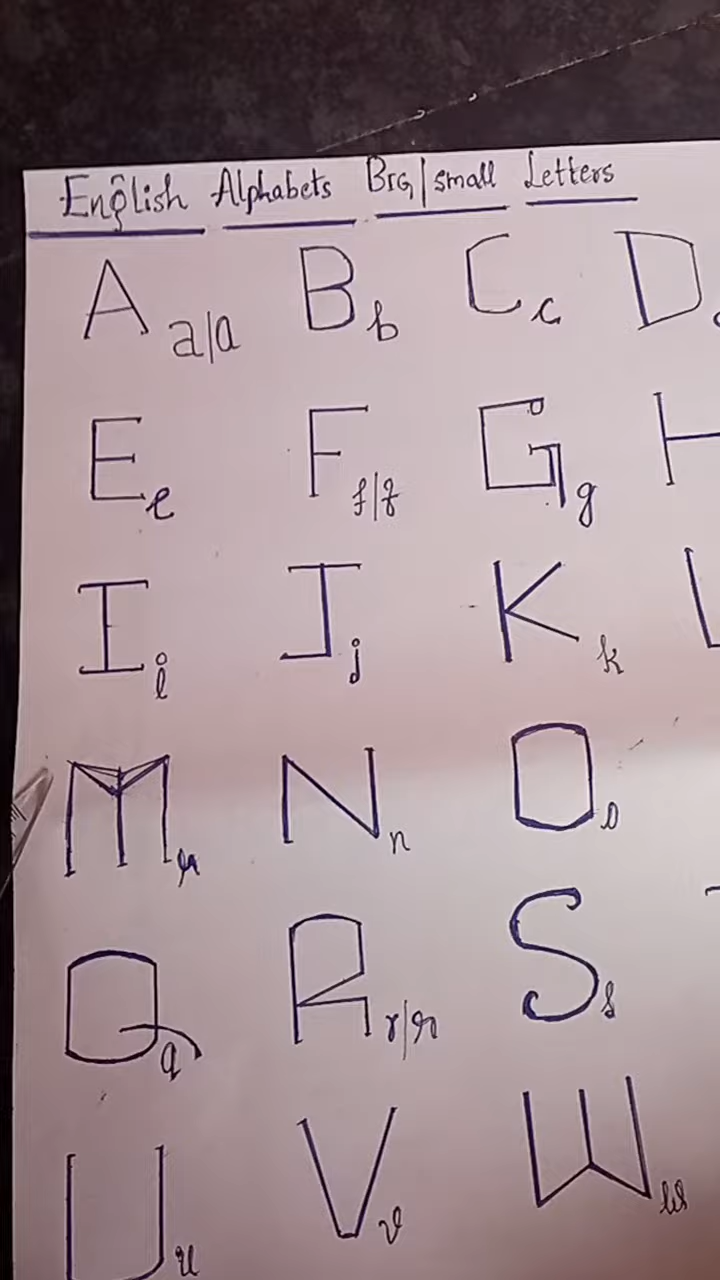 English Alphabets BIG/small Letters
A a/a B b C c D
E e F f/f G g H
I i J j K k L
M m N n O o
Q q R r/r S s
U u V v W w